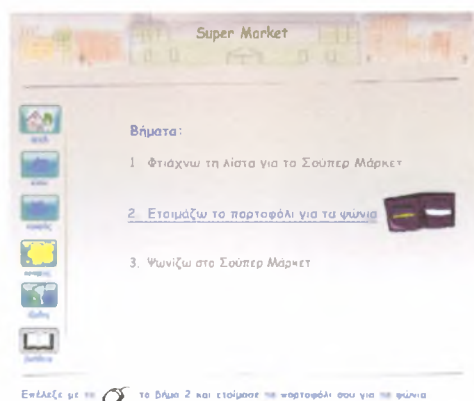 Super Market
Βήματα:
1. Φτιάχνω τη λίστα για το Σούπερ Μάρκετ
2. Ετοιμάζω το πορτοφόλι για τα ψώνια
3. Ψωνίζω στο Σούπερ Μάρκετ
Επέλεξε με το το βήμα 2 και ετοίμασε το πορτοφόλι σου για τα ψώνια